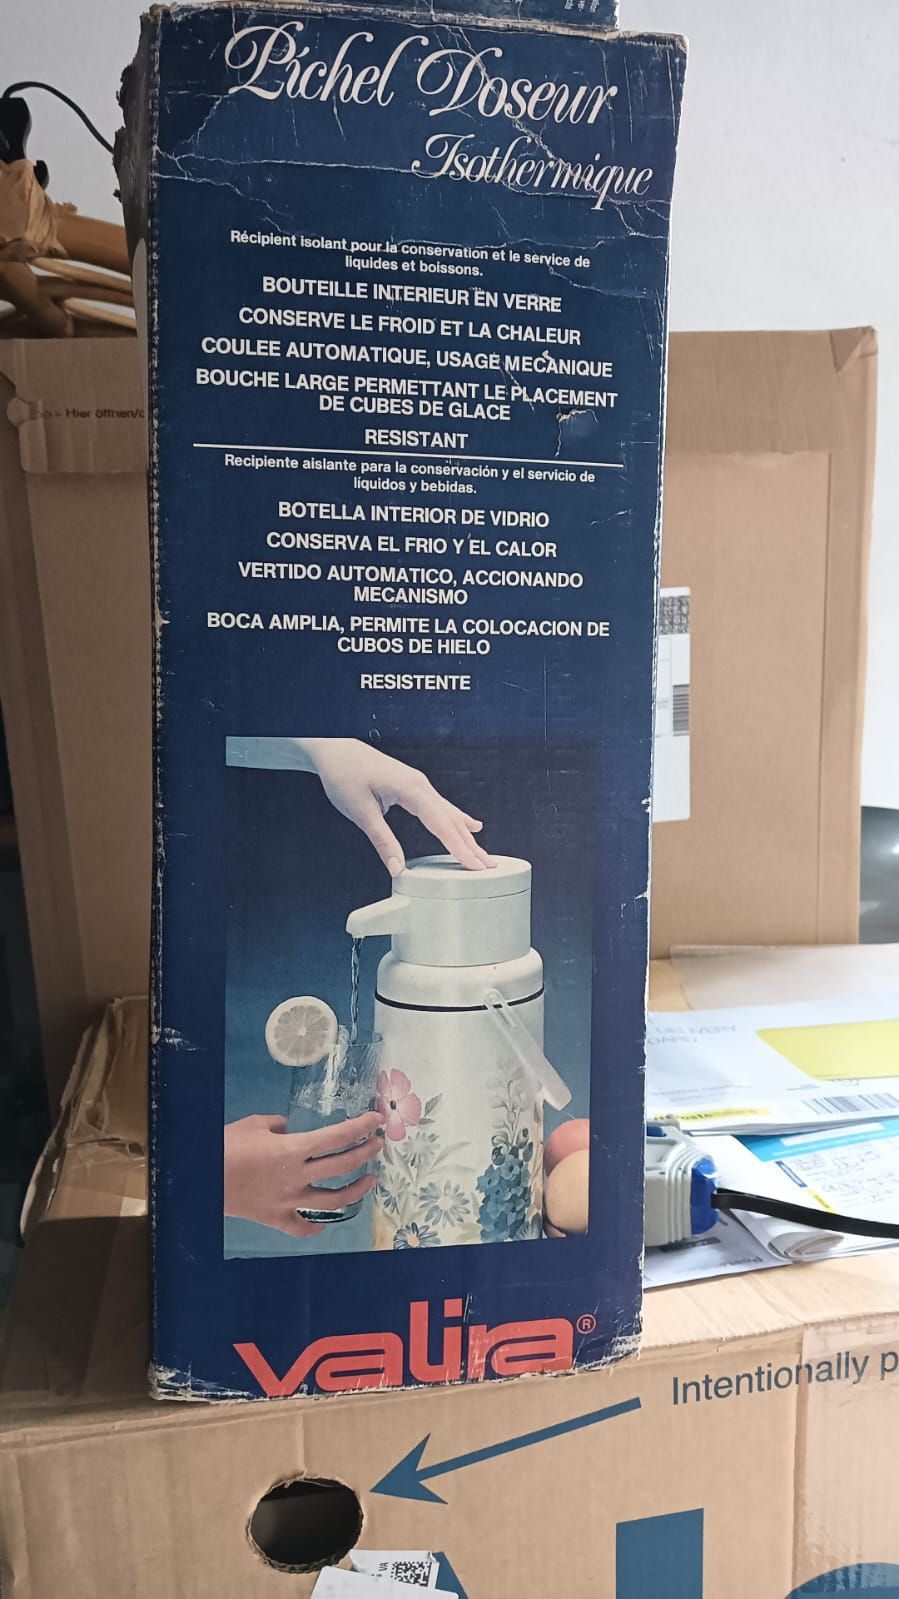 Pichel Doseur
Isothermique
Récipient isolant pour la conservation et le service de
liquides et boissons.
BOUTEILLE INTERIEUR EN VERRE
CONSERVE LE FROID ET LA CHALEUR
COULEE AUTOMATIQUE, USAGE MECANIQUE
BOUCHE LARGE PERMETTANT LE PLACEMENT
DE CUBES DE GLACE
RESISTANT
Recipiente aislante para la conservación y el servicio de
líquidos y bebidas.
BOTELLA INTERIOR DE VIDRIO
CONSERVA EL FRIO Y EL CALOR
VERTIDO AUTOMATICO, ACCIONANDO
MECANISMO
BOCA AMPLIA, PERMITE LA COLOCACION DE
CUBOS DE HIELO
RESISTENTE
valira®
>>> Hier öffnen/
Intentionally